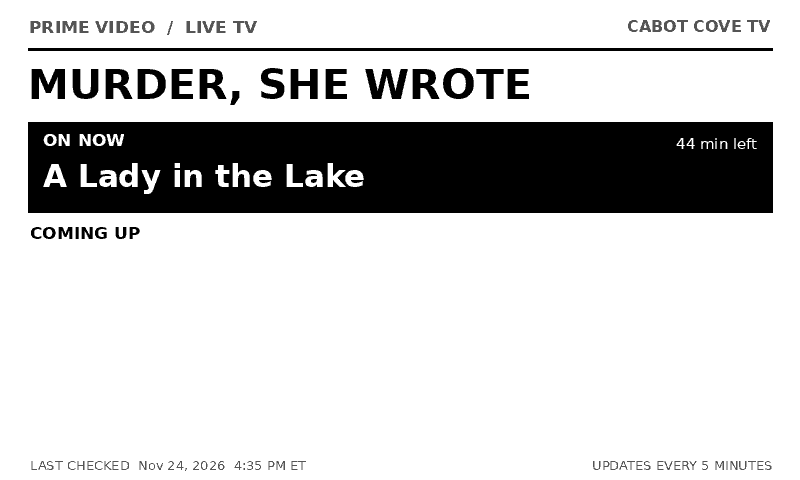 PRIME VIDEO / LIVE TV
CABOT COVE TV
MURDER, SHE WROTE
ON NOW
44 min left
A Lady in the Lake
COMING UP
LAST CHECKED Nov 24, 2026 4:35 PM ET
UPDATES EVERY 5 MINUTES